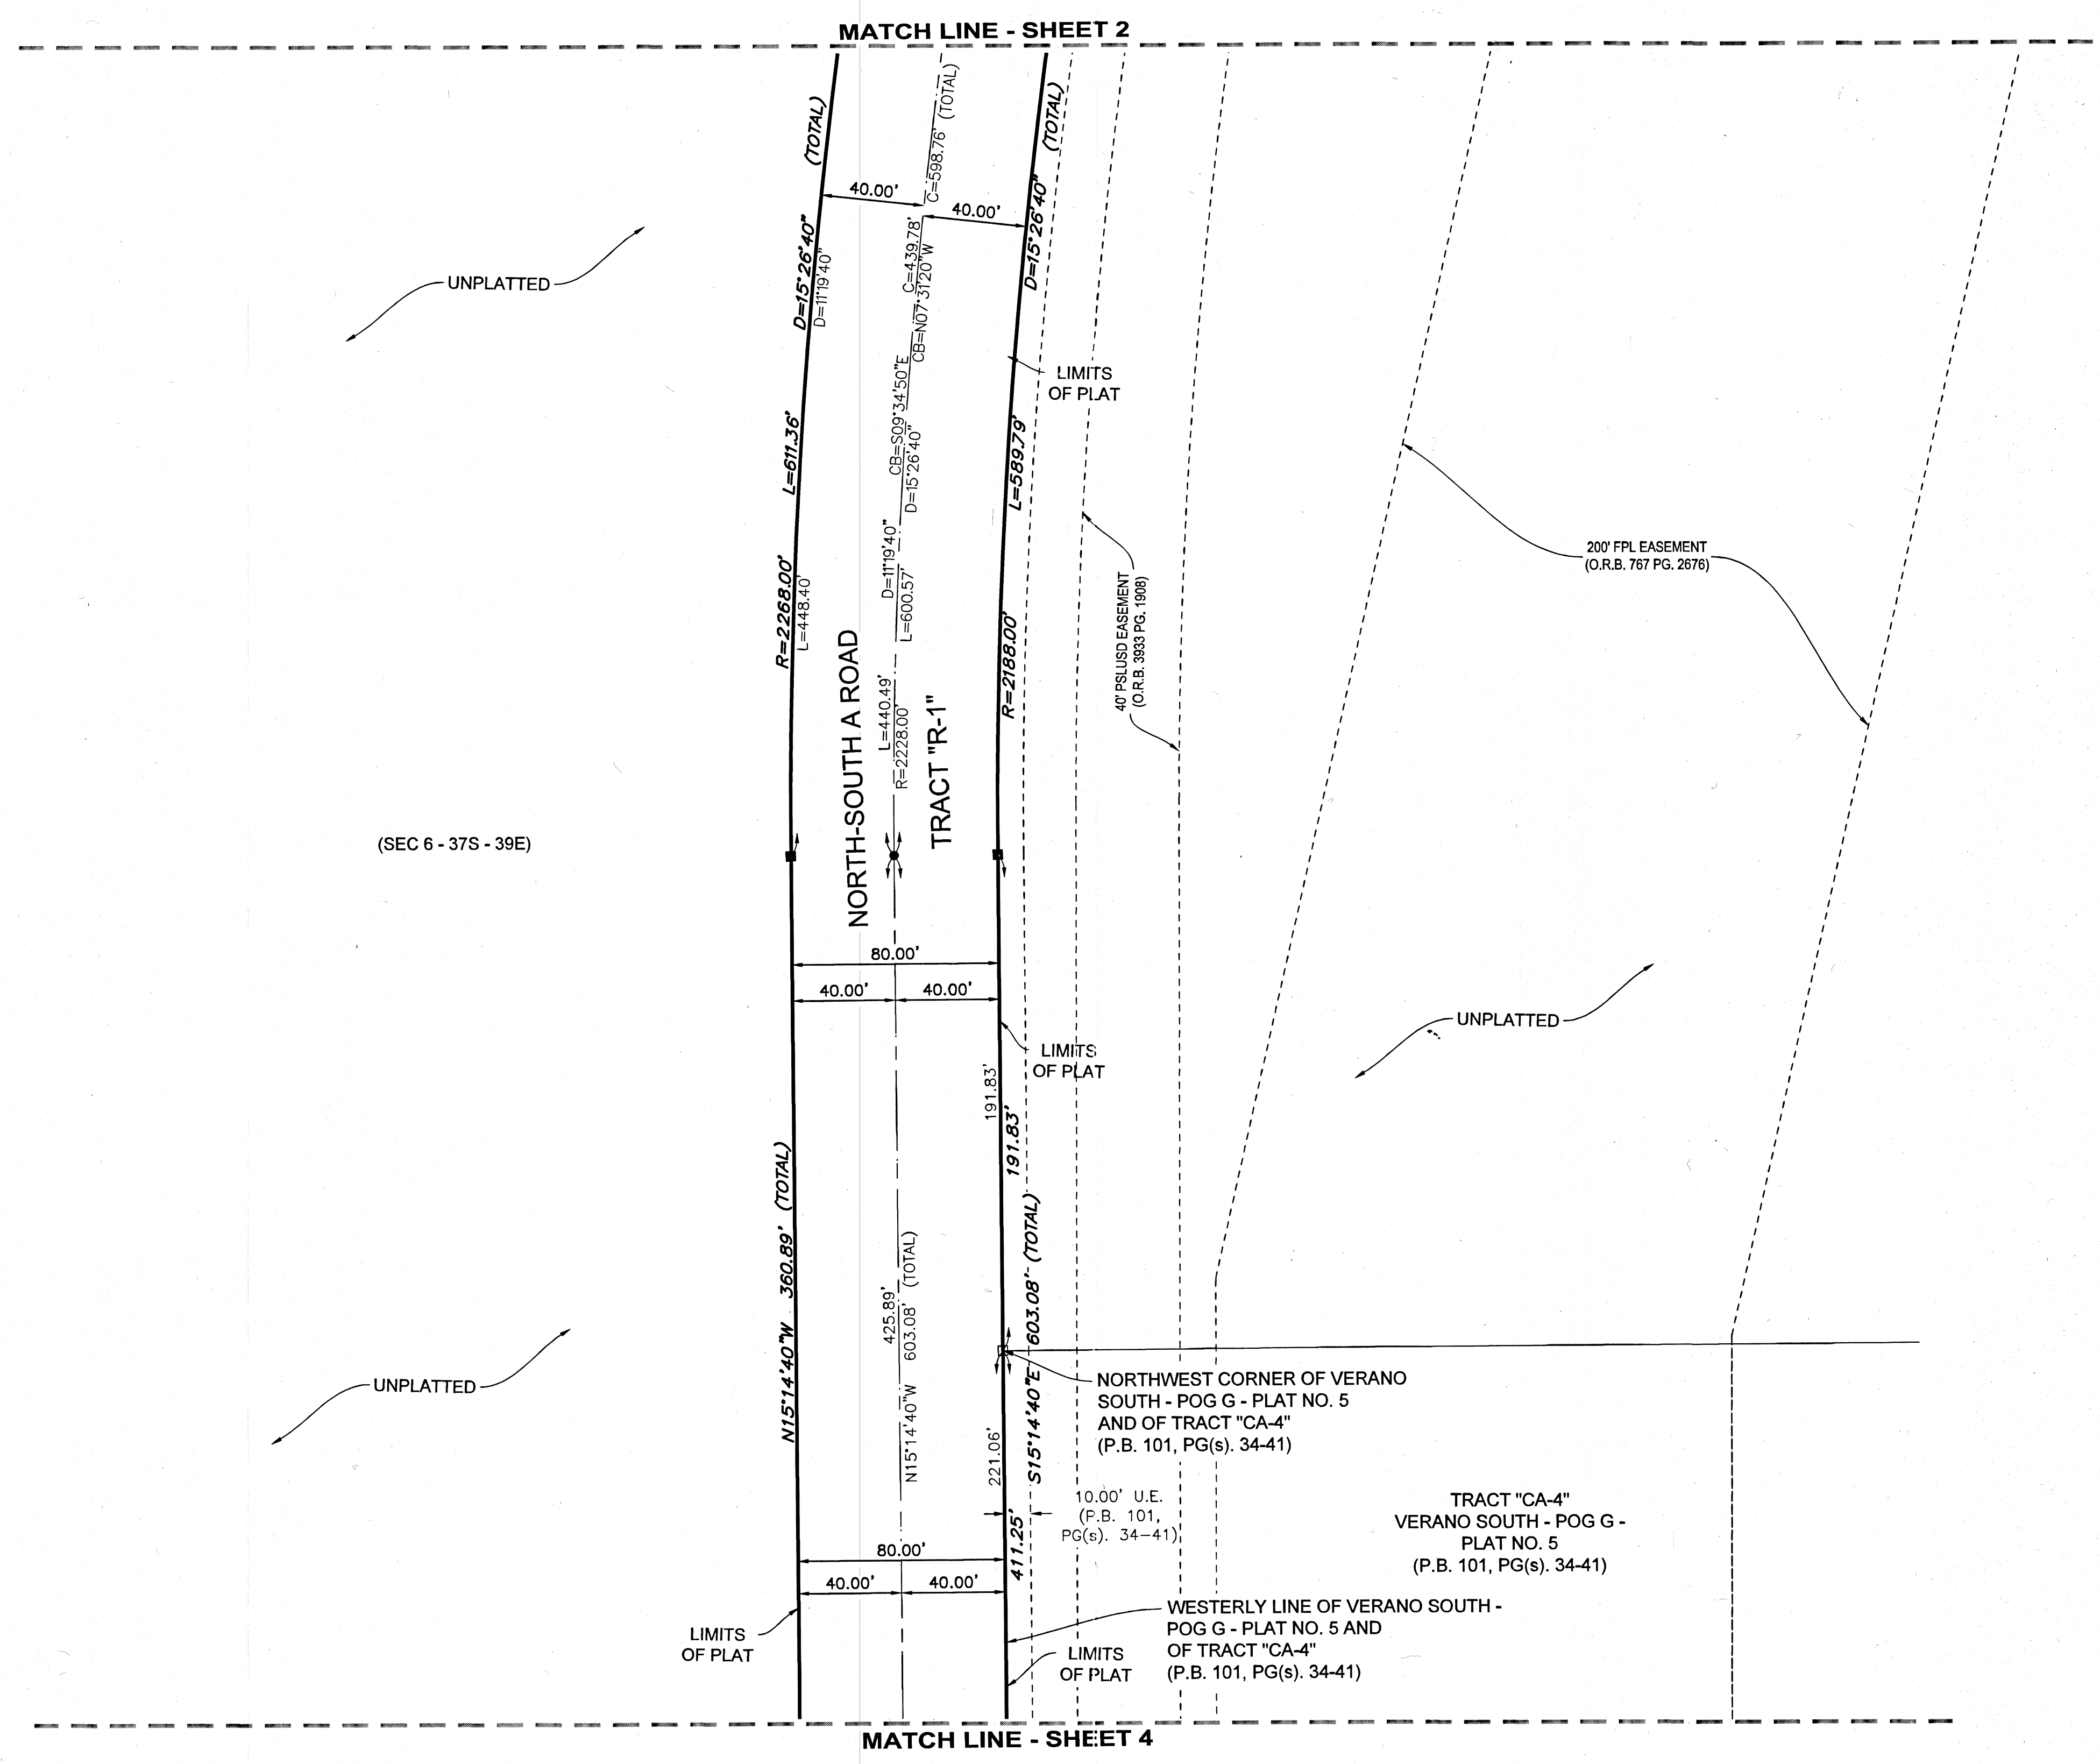 MATCH LINE - SHEET 2
(TOTAL)
C=598.76' (TOTAL)
(TOTAL)
40.00'
40.00'
D=15°26'40"
D=11°19'40"
C=439.78'
CB=N07°31'20"W
D=15°26'40"
UNPLATTED
LIMITS
OF PLAT
L=611.36'
CB=S09°34'50"E
D=15°26'40"
L=589.79'
R=2268.00'
L=448.40'
D=11°19'40"
L=600.57'
R=2188.00'
40' PSLUSD EASEMENT
(O.R.B. 3933 PG. 1908)
200' FPL EASEMENT
(O.R.B. 767 PG. 2676)
NORTH-SOUTH A ROAD
L=440.49'
R=2228.00'
TRACT "R-1"
(SEC 6 - 37S - 39E)
80.00'
40.00'
40.00'
LIMITS
OF PLAT
UNPLATTED
191.83'
191.83'
N15°14'40"W 360.89' (TOTAL)
425.89'
N15°14'40"W 603.08' (TOTAL)
S15°14'40"E 603.08' (TOTAL)
UNPLATTED
NORTHWEST CORNER OF VERANO
SOUTH - POG G - PLAT NO. 5
AND OF TRACT "CA-4"
(P.B. 101, PG(s). 34-41)
221.06'
411.25'
10.00' U.E.
(P.B. 101,
PG(s). 34-41)
TRACT "CA-4"
VERANO SOUTH - POG G -
PLAT NO. 5
(P.B. 101, PG(s). 34-41)
80.00'
40.00'
40.00'
LIMITS
OF PLAT
WESTERLY LINE OF VERANO SOUTH -
POG G - PLAT NO. 5 AND
OF TRACT "CA-4"
(P.B. 101, PG(s). 34-41)
LIMITS
OF PLAT
MATCH LINE - SHEET 4